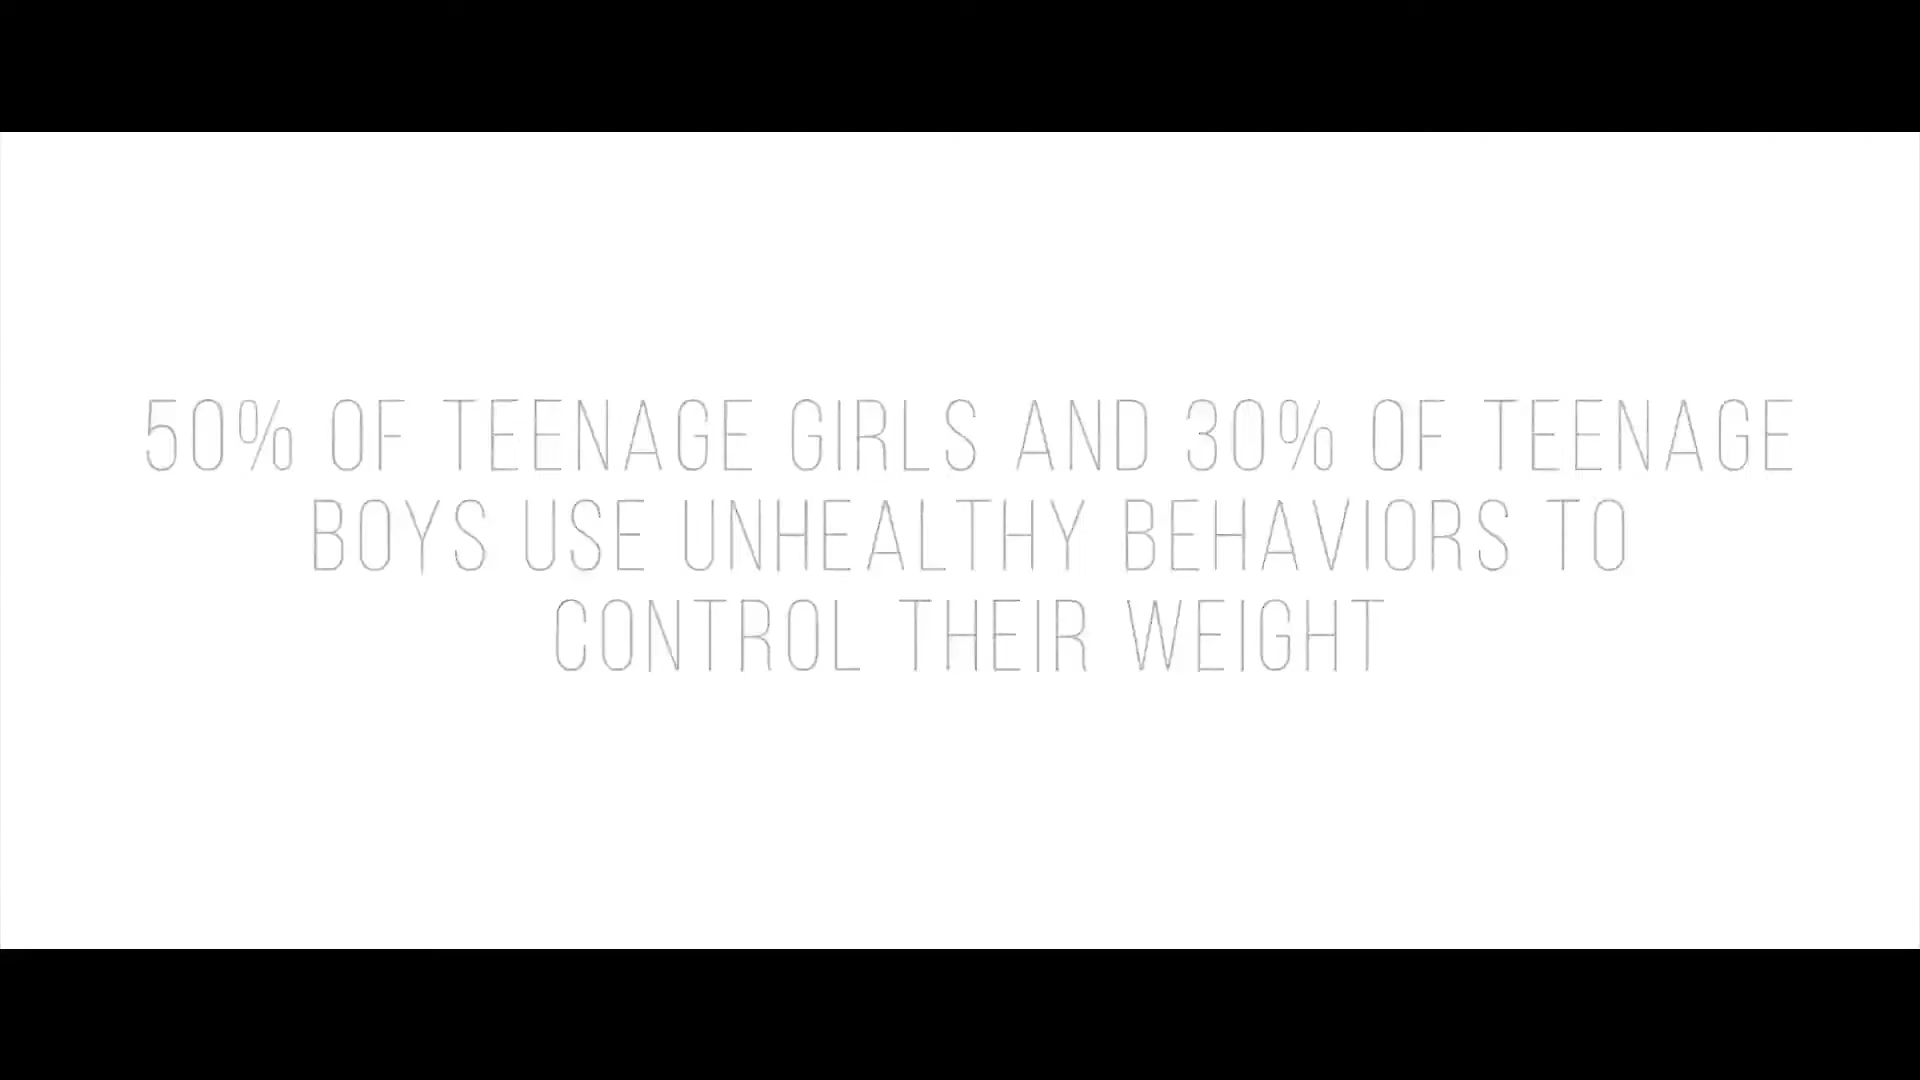 50% OF TEENAGE GIRLS AND 30% OF TEENAGE
BOYS USE UNHEALTHY BEHAVIORS TO
CONTROL THEIR WEIGHT